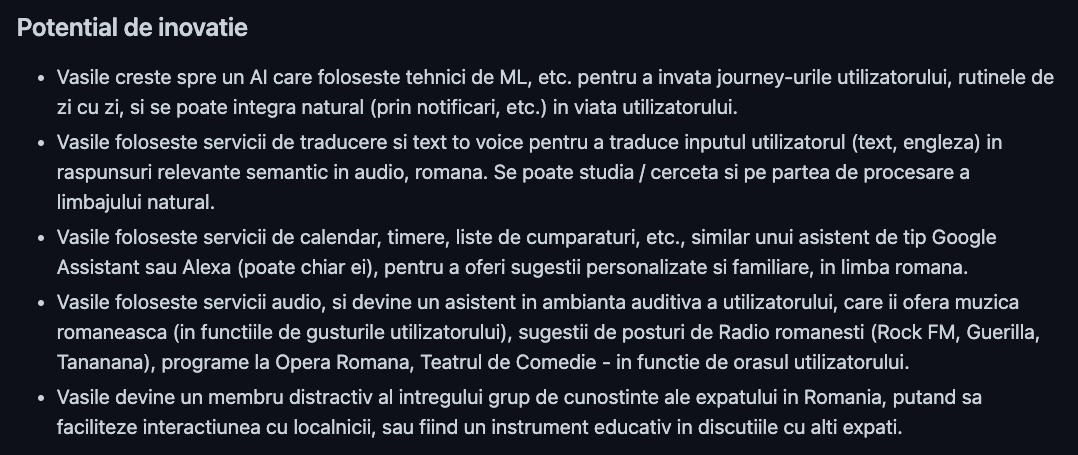 Potential de inovatie
• Vasile creste spre un AI care foloseste tehnici de ML, etc. pentru a invata journey-urile utilizatorului, rutinele de
zi cu zi, si se poate integra natural (prin notificari, etc.) in viata utilizatorului.
• Vasile foloseste servicii de traducere si text to voice pentru a traduce inputul utilizatorul (text, engleza) in
raspunsuri relevante semantic in audio, romana. Se poate studia / cerceta si pe partea de procesare a
limbajului natural.
• Vasile foloseste servicii de calendar, timere, liste de cumparaturi, etc., similar unui asistent de tip Google
Assistant sau Alexa (poate chiar ei), pentru a oferi sugestii personalizate si familiare, in limba romana.
• Vasile foloseste servicii audio, si devine un asistent in ambianta auditiva a utilizatorului, care ii ofera muzica
romaneasca (in functiile de gusturile utilizatorului), sugestii de posturi de Radio romanesti (Rock FM, Guerilla,
Tananana), programe la Opera Romana, Teatrul de Comedie - in functie de orasul utilizatorului.
• Vasile devine un membru distractiv al intregului grup de cunostinte ale expatului in Romania, putand sa
faciliteze interactiunea cu localnicii, sau fiind un instrument educativ in discutiile cu alti expati.